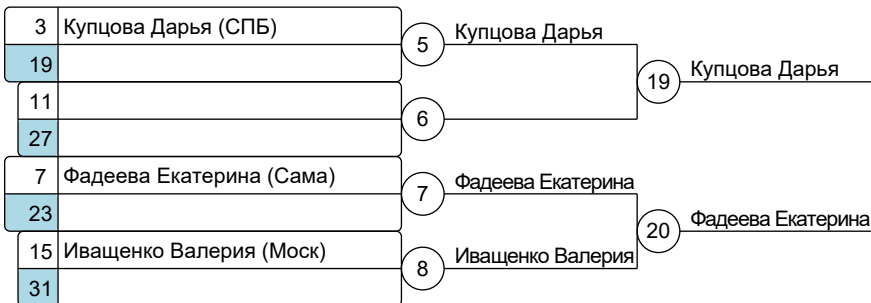 3 Купцова Дарья (СПБ)
19
5 Купцова Дарья
11
27
6
19 Купцова Дарья
7 Фадеева Екатерина (Сама)
23
7 Фадеева Екатерина
15 Иващенко Валерия (Моск)
31
8 Иващенко Валерия
20 Фадеева Екатерина